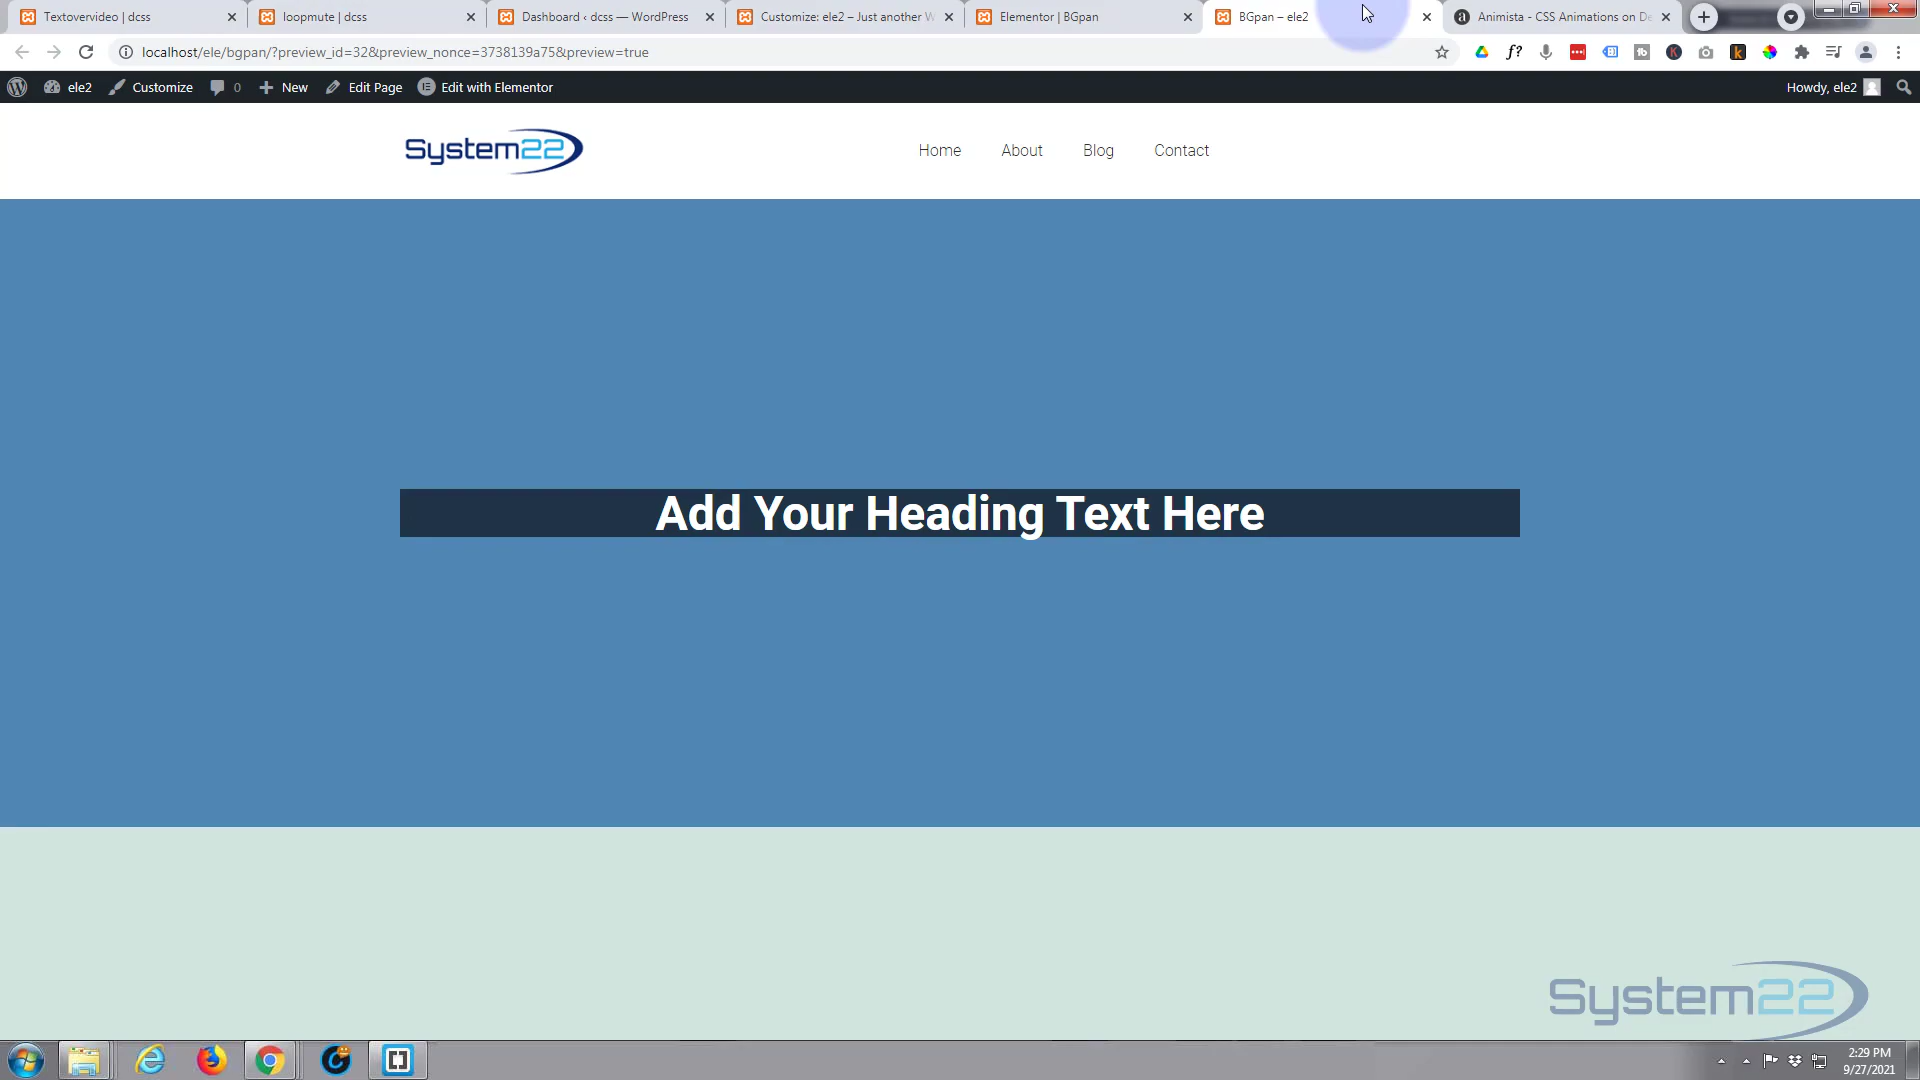 Textovervideo | dcss
loopmute | dcss
Dashboard ‹ dcss — WordPress
Customize: ele2 – Just another W
Elementor | BGpan
BGpan – ele2
Animista - CSS Animations on De
localhost/ele/bgpan/?preview_id=32&preview_nonce=3738139a75&preview=true
ele2
Customize
0
New
Edit Page
Edit with Elementor
Howdy, ele2
System22
Home
About
Blog
Contact
Add Your Heading Text Here
System22
2:29 PM
9/27/2021